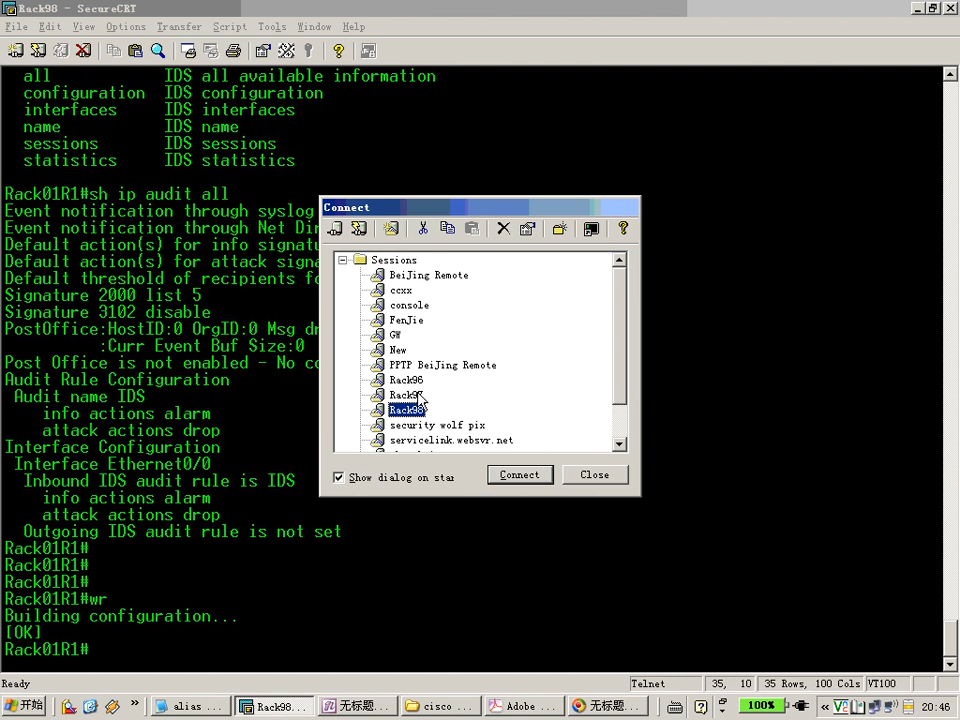 Rack98 - SecureCRT
File Edit View Options Transfer Script Tools Window Help
all IDS all available information
configuration IDS configuration
interfaces IDS interfaces
name IDS name
sessions IDS sessions
statistics IDS statistics
Rack01R1#sh ip audit all
Event notification through syslog
Event notification through Net Dir
Default action(s) for info signatu
Default action(s) for attack signa
Default threshold of recipients fo
Signature 2000 list 5
Signature 3102 disable
PostOffice:HostID:0 OrgID:0 Msg dr
:Curr Event Buf Size:0
Post Office is not enabled - No co
Audit Rule Configuration
Audit name IDS
info actions alarm
attack actions drop
Interface Configuration
Interface Ethernet0/0
Inbound IDS audit rule is IDS
info actions alarm
attack actions drop
Outgoing IDS audit rule is not set
Rack01R1#
Rack01R1#
Rack01R1#
Rack01R1#wr
Building configuration...
[OK]
Rack01R1#
Connect
Sessions
BeiJing Remote
ccxx
console
FenJie
GW
New
PPTP BeiJing Remote
Rack96
Rack97
Rack98
security wolf pix
servicelink.websvr.net
Show dialog on star
Connect Close
Ready Telnet 35, 10 35 Rows, 100 Cols VT100
开始 alias ... Rack98... 无标题... cisco ... Adobe ... 无标题... 100% 20:46